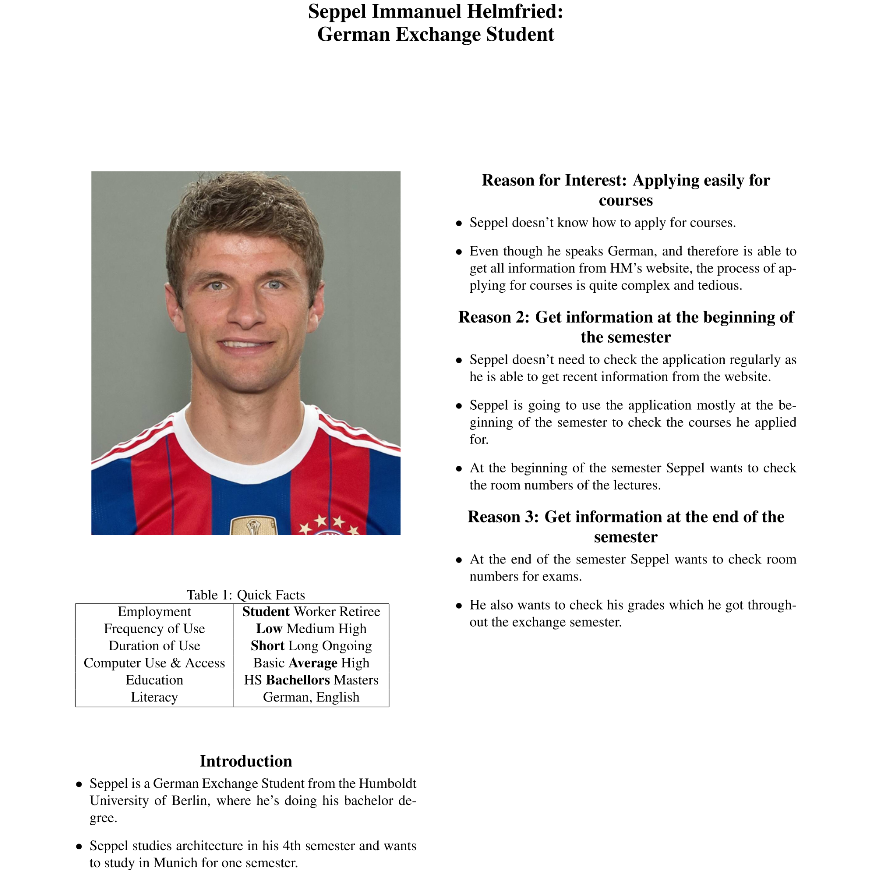 Seppel Immanuel Helmfried:
German Exchange Student
Table 1: Quick Facts
Employment Student Worker Retiree
Frequency of Use Low Medium High
Duration of Use Short Long Ongoing
Computer Use & Access Basic Average High
Education HS Bachellors Masters
Literacy German, English
Introduction
• Seppel is a German Exchange Student from the Humboldt
University of Berlin, where he's doing his bachelor de-
gree.
• Seppel studies architecture in his 4th semester and wants
to study in Munich for one semester.
Reason for Interest: Applying easily for
courses
• Seppel doesn't know how to apply for courses.
• Even though he speaks German, and therefore is able to
get all information from HM's website, the process of ap-
plying for courses is quite complex and tedious.
Reason 2: Get information at the beginning of
the semester
• Seppel doesn't need to check the application regularly as
he is able to get recent information from the website.
• Seppel is going to use the application mostly at the be-
ginning of the semester to check the courses he applied
for.
• At the beginning of the semester Seppel wants to check
the room numbers of the lectures.
Reason 3: Get information at the end of the
semester
• At the end of the semester Seppel wants to check room
numbers for exams.
• He also wants to check his grades which he got through-
out the exchange semester.